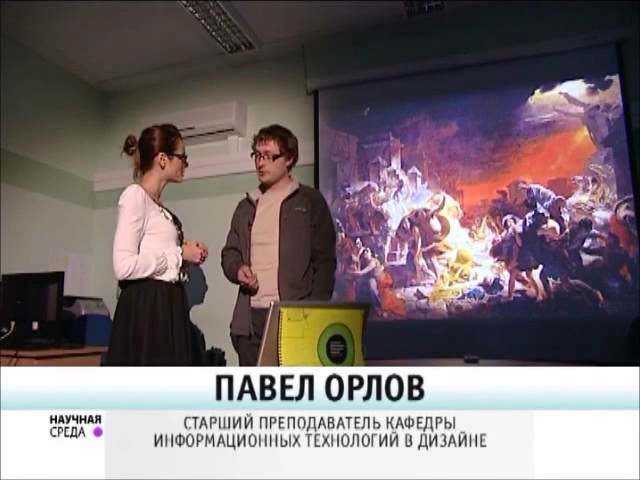 ПАВЕЛ ОРЛОВ
НАУЧНАЯ
СРЕДА
СТАРШИЙ ПРЕПОДАВАТЕЛЬ КАФЕДРЫ
ИНФОРМАЦИОННЫХ ТЕХНОЛОГИЙ В ДИЗАЙНЕ